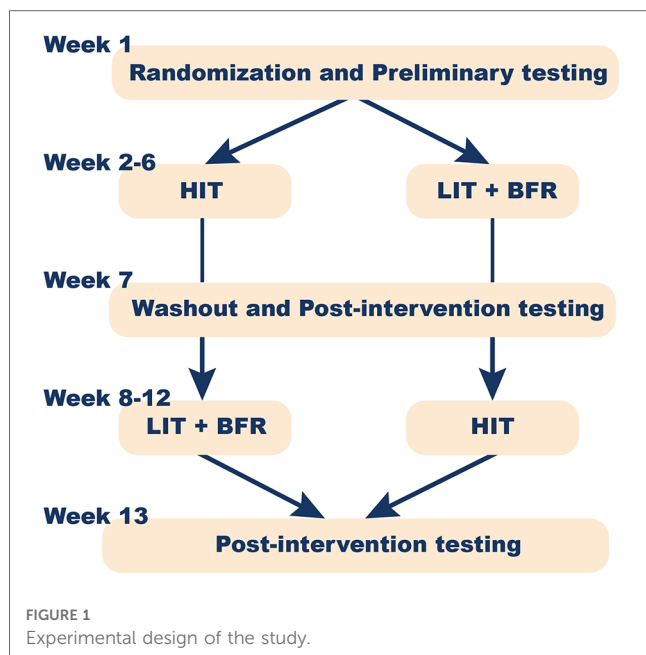 Week 1
Randomization and Preliminary testing
Week 2-6
HIT
LIT + BFR
Week 7
Washout and Post-intervention testing
Week 8-12
LIT + BFR
HIT
Week 13
Post-intervention testing
FIGURE 1
Experimental design of the study.